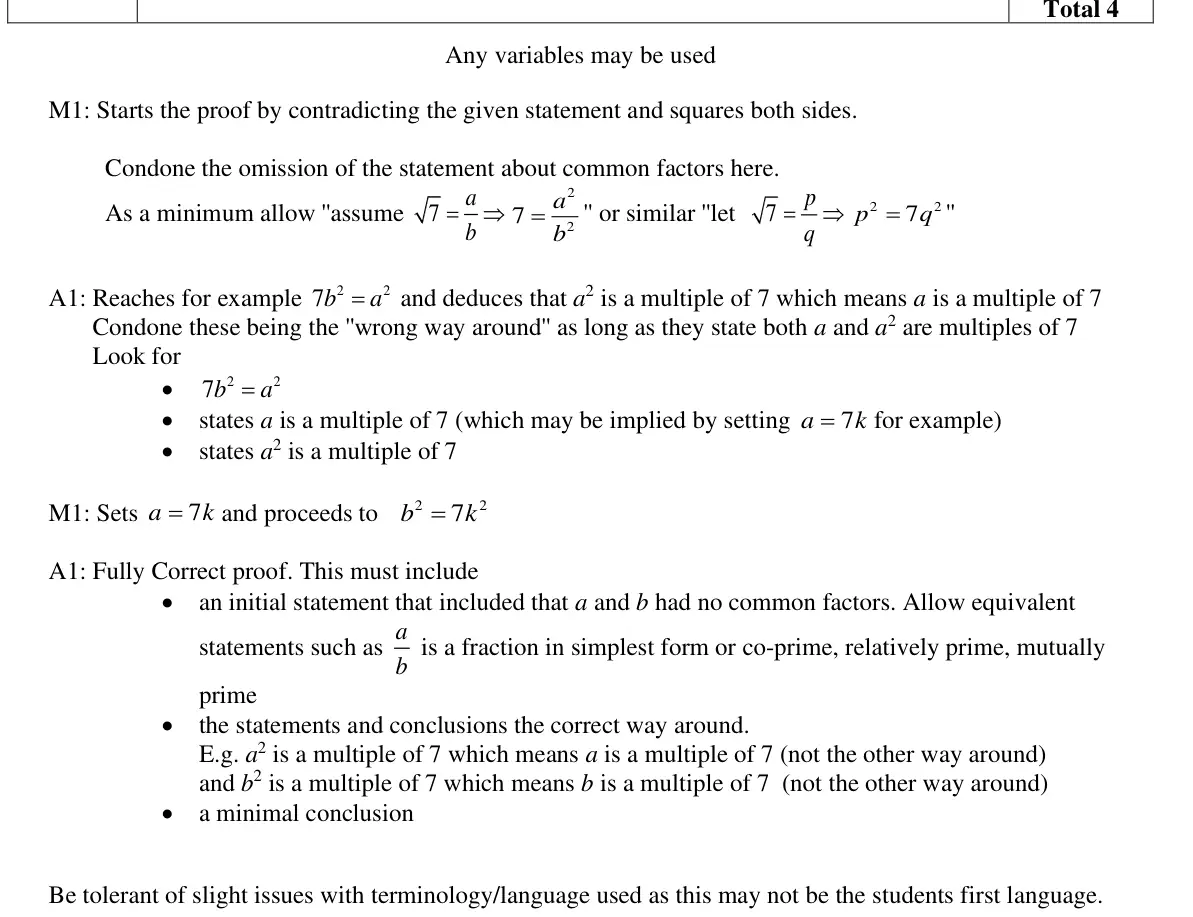 Total 4
Any variables may be used
M1: Starts the proof by contradicting the given statement and squares both sides.
Condone the omission of the statement about common factors here.
As a minimum allow "assume √7 = a/b ⇒ 7 = a²/b² " or similar "let √7 = p/q ⇒ p² = 7q² "
A1: Reaches for example 7b² = a² and deduces that a² is a multiple of 7 which means a is a multiple of 7
Condone these being the "wrong way around" as long as they state both a and a² are multiples of 7
Look for
• 7b² = a²
• states a is a multiple of 7 (which may be implied by setting a = 7k for example)
• states a² is a multiple of 7
M1: Sets a = 7k and proceeds to b² = 7k²
A1: Fully Correct proof. This must include
• an initial statement that included that a and b had no common factors. Allow equivalent
statements such as a/b is a fraction in simplest form or co-prime, relatively prime, mutually
prime
• the statements and conclusions the correct way around.
E.g. a² is a multiple of 7 which means a is a multiple of 7 (not the other way around)
and b² is a multiple of 7 which means b is a multiple of 7 (not the other way around)
• a minimal conclusion
Be tolerant of slight issues with terminology/language used as this may not be the students first language.